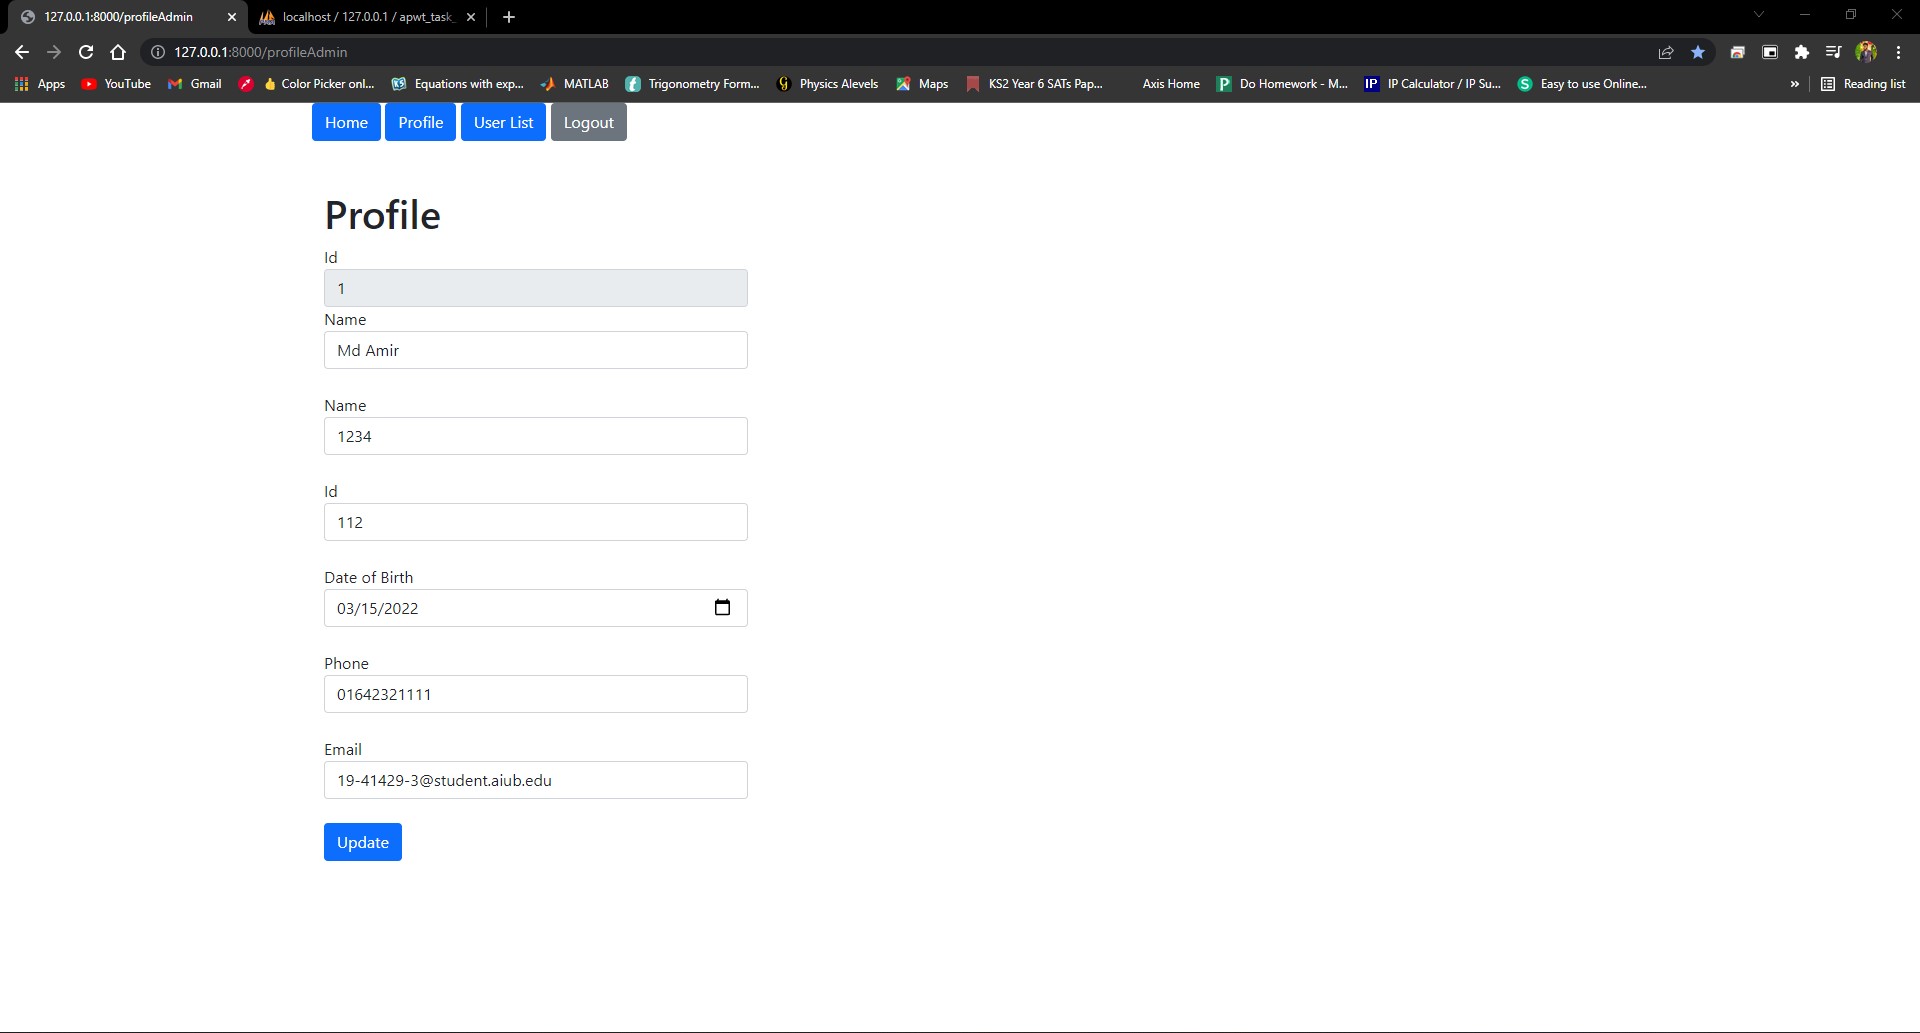 127.0.0.1:8000/profileAdmin
localhost / 127.0.0.1 / apwt_task_
127.0.0.1:8000/profileAdmin
Apps YouTube Gmail Color Picker onl... Equations with exp... MATLAB Trigonometry Form... Physics Alevels Maps KS2 Year 6 SATs Pap... Axis Home Do Homework - M... IP IP Calculator / IP Su... Easy to use Online... » Reading list
Home Profile User List Logout
Profile
Id
1
Name
Md Amir
Name
1234
Id
112
Date of Birth
03/15/2022
Phone
01642321111
Email
19-41429-3@student.aiub.edu
Update